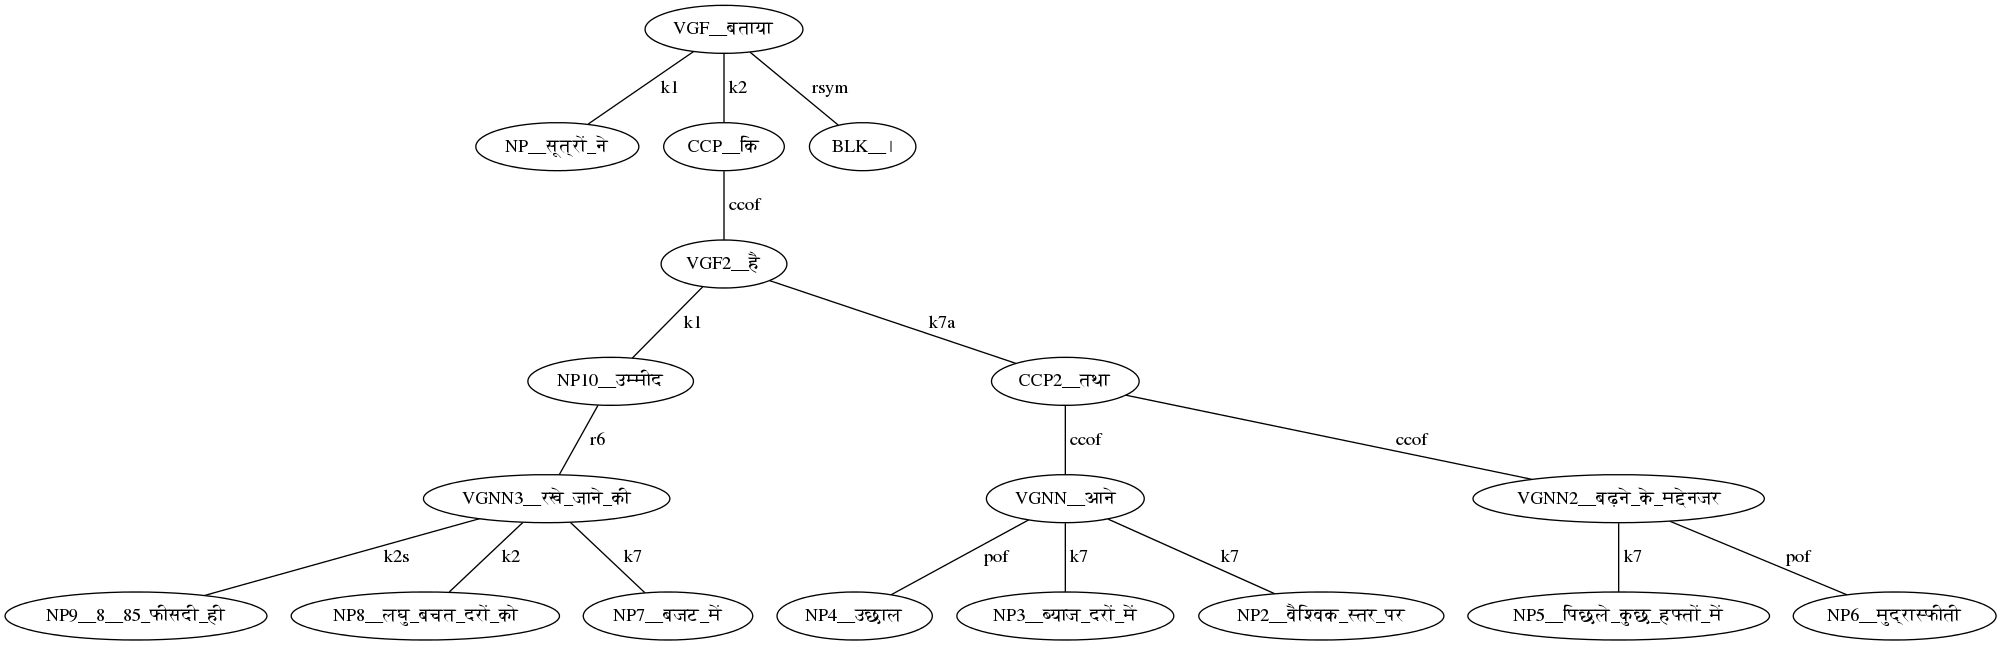 VGF__बताया
k1 k2 rsym
NP__सूत्रों_ने CCP__कि BLK__।
ccof
VGF2__है
k1 k7a
NP10__उम्मीद CCP2__तथा
r6 ccof ccof
VGNN3__रखे_जाने_की VGNN__आने VGNN2__बढ़ने_के_मद्देनजर
k2s k2 k7 pof k7 k7 k7 pof
NP9__8__85_फीसदी_ही NP8__लघु_बचत_दरों_को NP7__बजट_में NP4__उछाल NP3__ब्याज_दरों_में NP2__वैश्विक_स्तर_पर NP5__पिछले_कुछ_हफ्तों_में NP6__मुद्रास्फीती